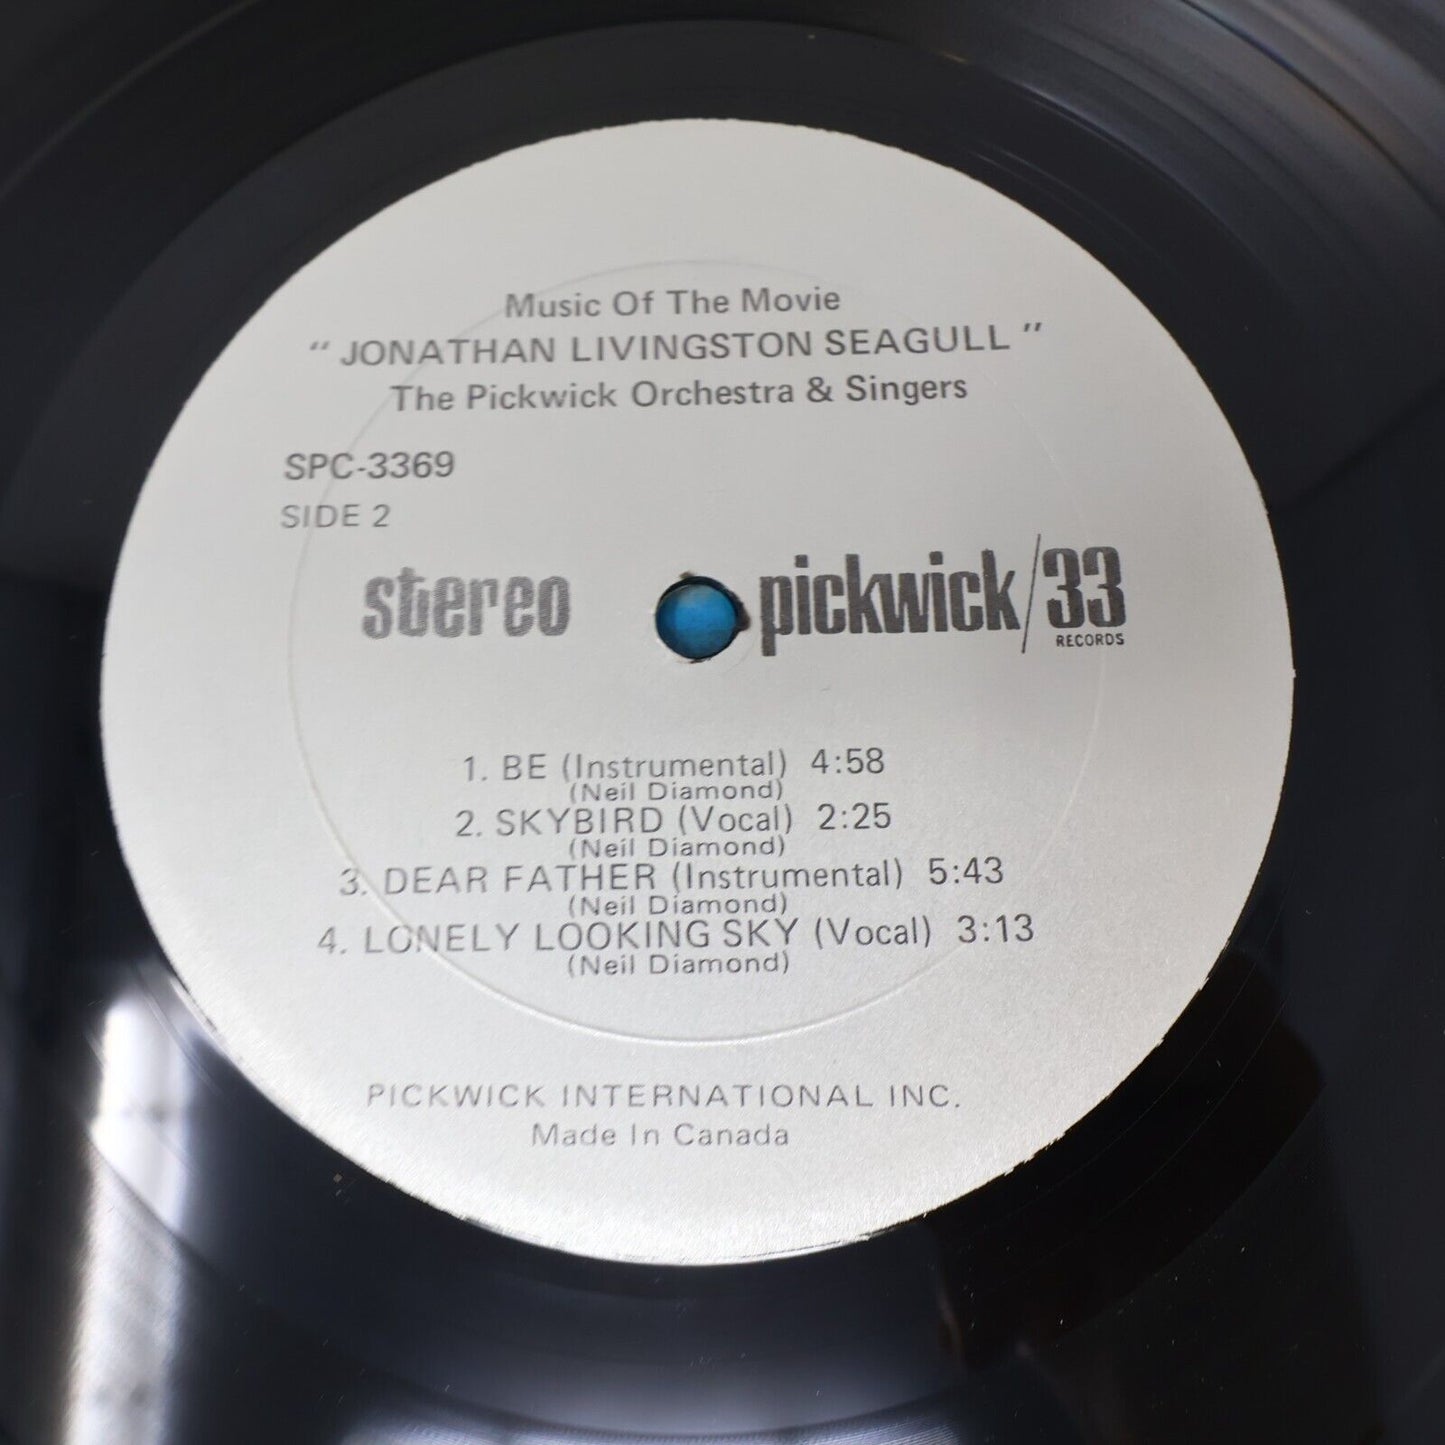 Music Of The Movie
“JONATHAN LIVINGSTON SEAGULL”
The Pickwick Orchestra & Singers
SPC-3369
SIDE 2
stereo
pickwick/33
RECORDS
1. BE (Instrumental) 4:58
(Neil Diamond)
2. SKYBIRD (Vocal) 2:25
(Neil Diamond)
3. DEAR FATHER (Instrumental) 5:43
(Neil Diamond)
4. LONELY LOOKING SKY (Vocal) 3:13
(Neil Diamond)
PICKWICK INTERNATIONAL INC.
Made In Canada